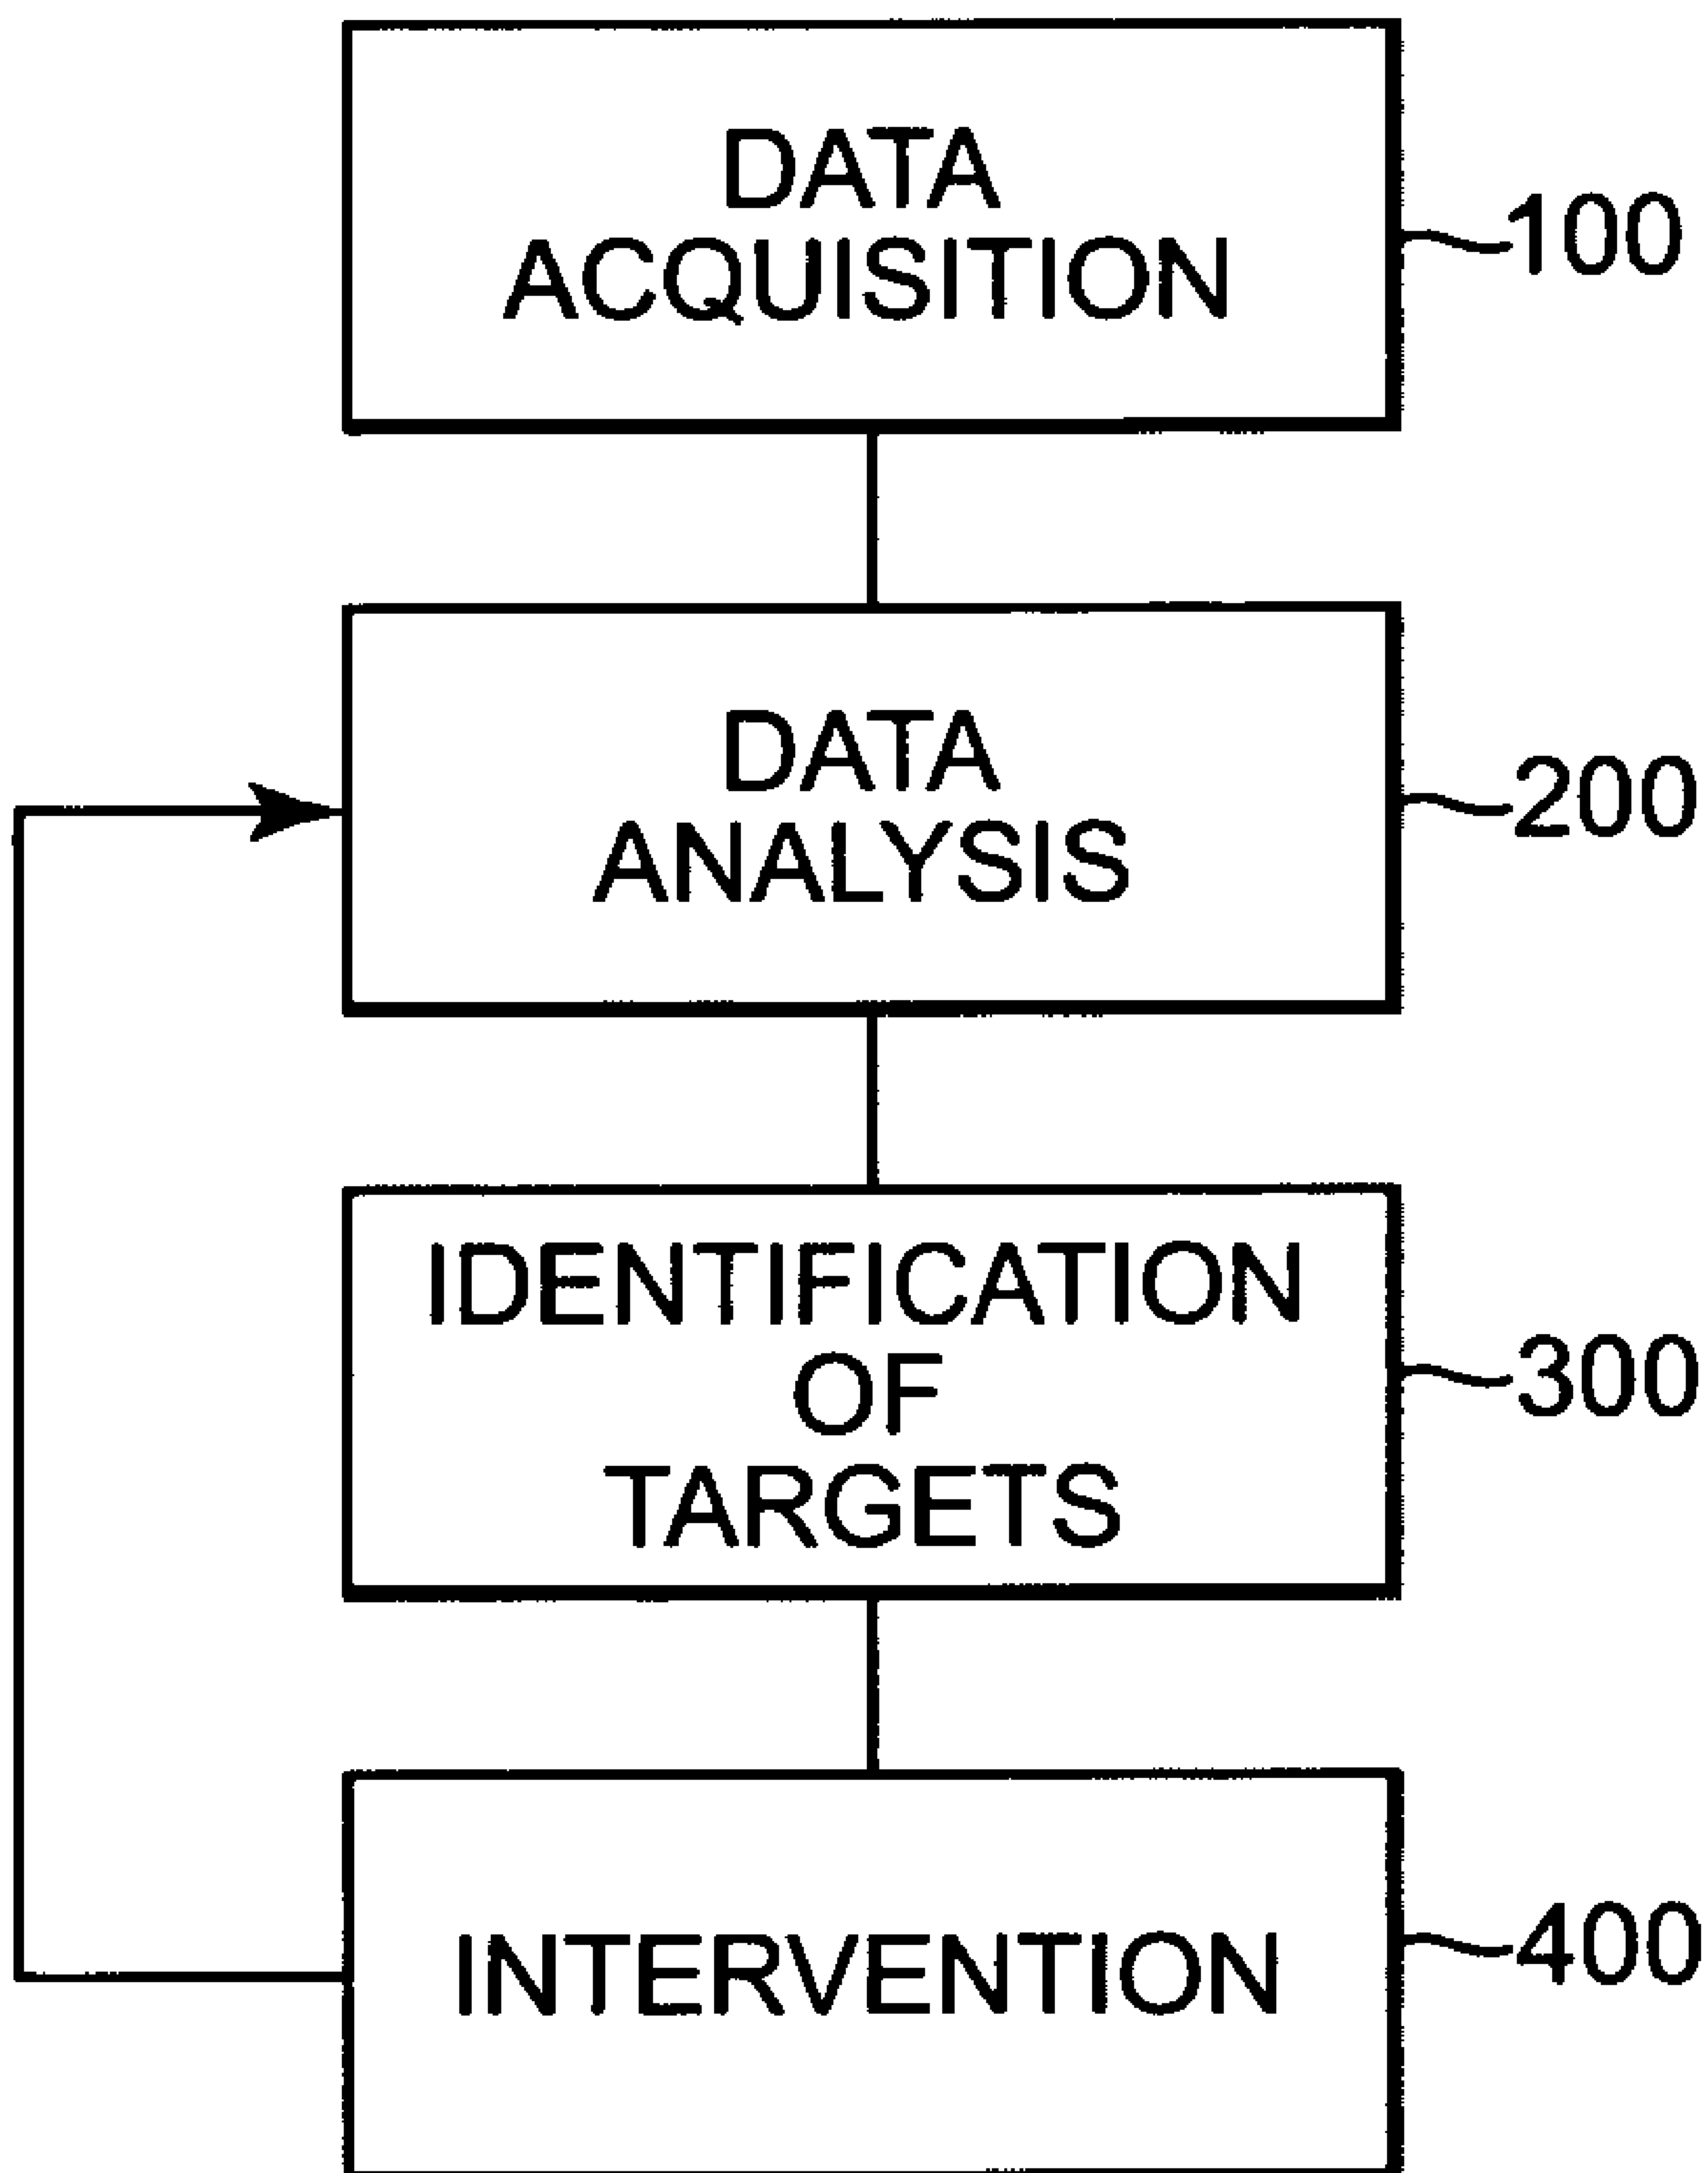 DATA
ACQUISITION
100
DATA
ANALYSIS
200
IDENTIFICATION
OF
TARGETS
300
INTERVENTION
400